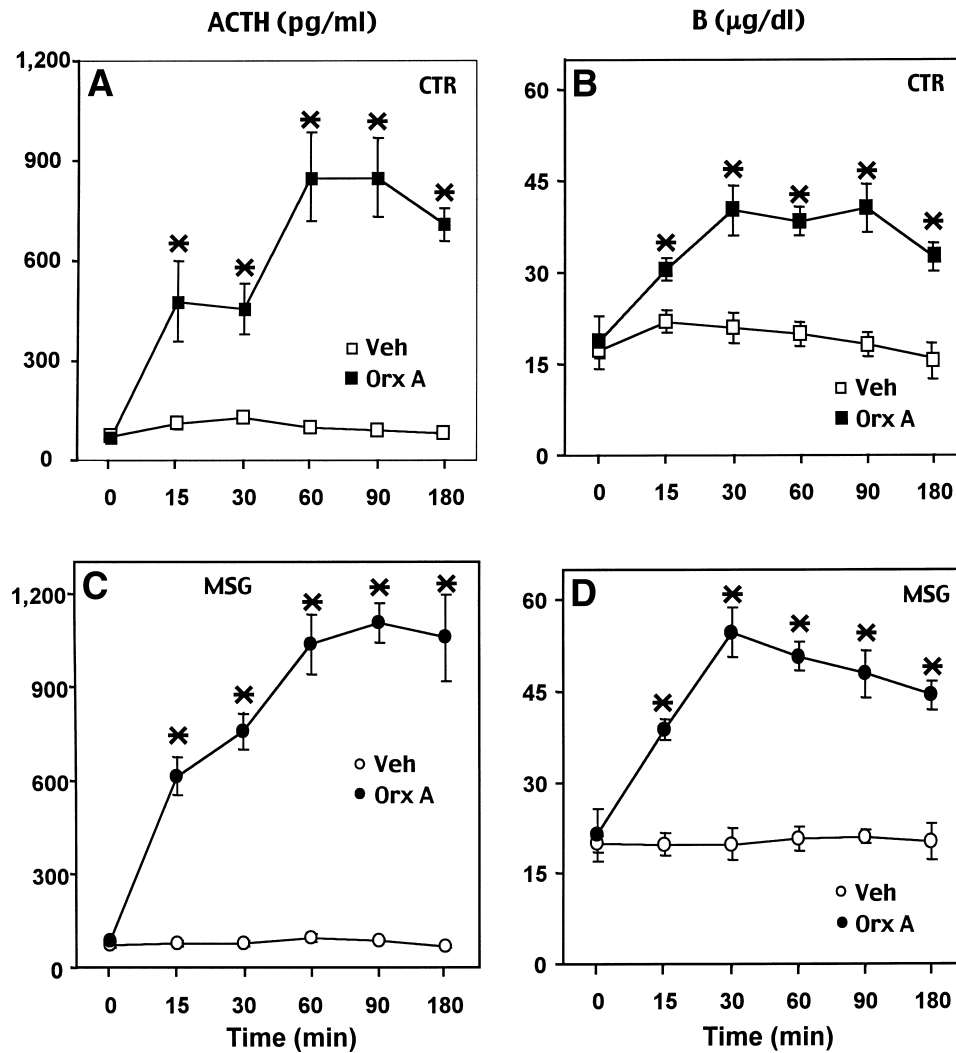 ACTH (pg/ml)
B (μg/dl)
A
CTR
1,200
900
600
300
0
Veh
Orx A
0 15 30 60 90 180
B
CTR
60
45
30
15
0
Veh
Orx A
0 15 30 60 90 180
C
MSG
1,200
900
600
300
0
Veh
Orx A
0 15 30 60 90 180
Time (min)
D
MSG
60
45
30
15
0
Veh
Orx A
0 15 30 60 90 180
Time (min)